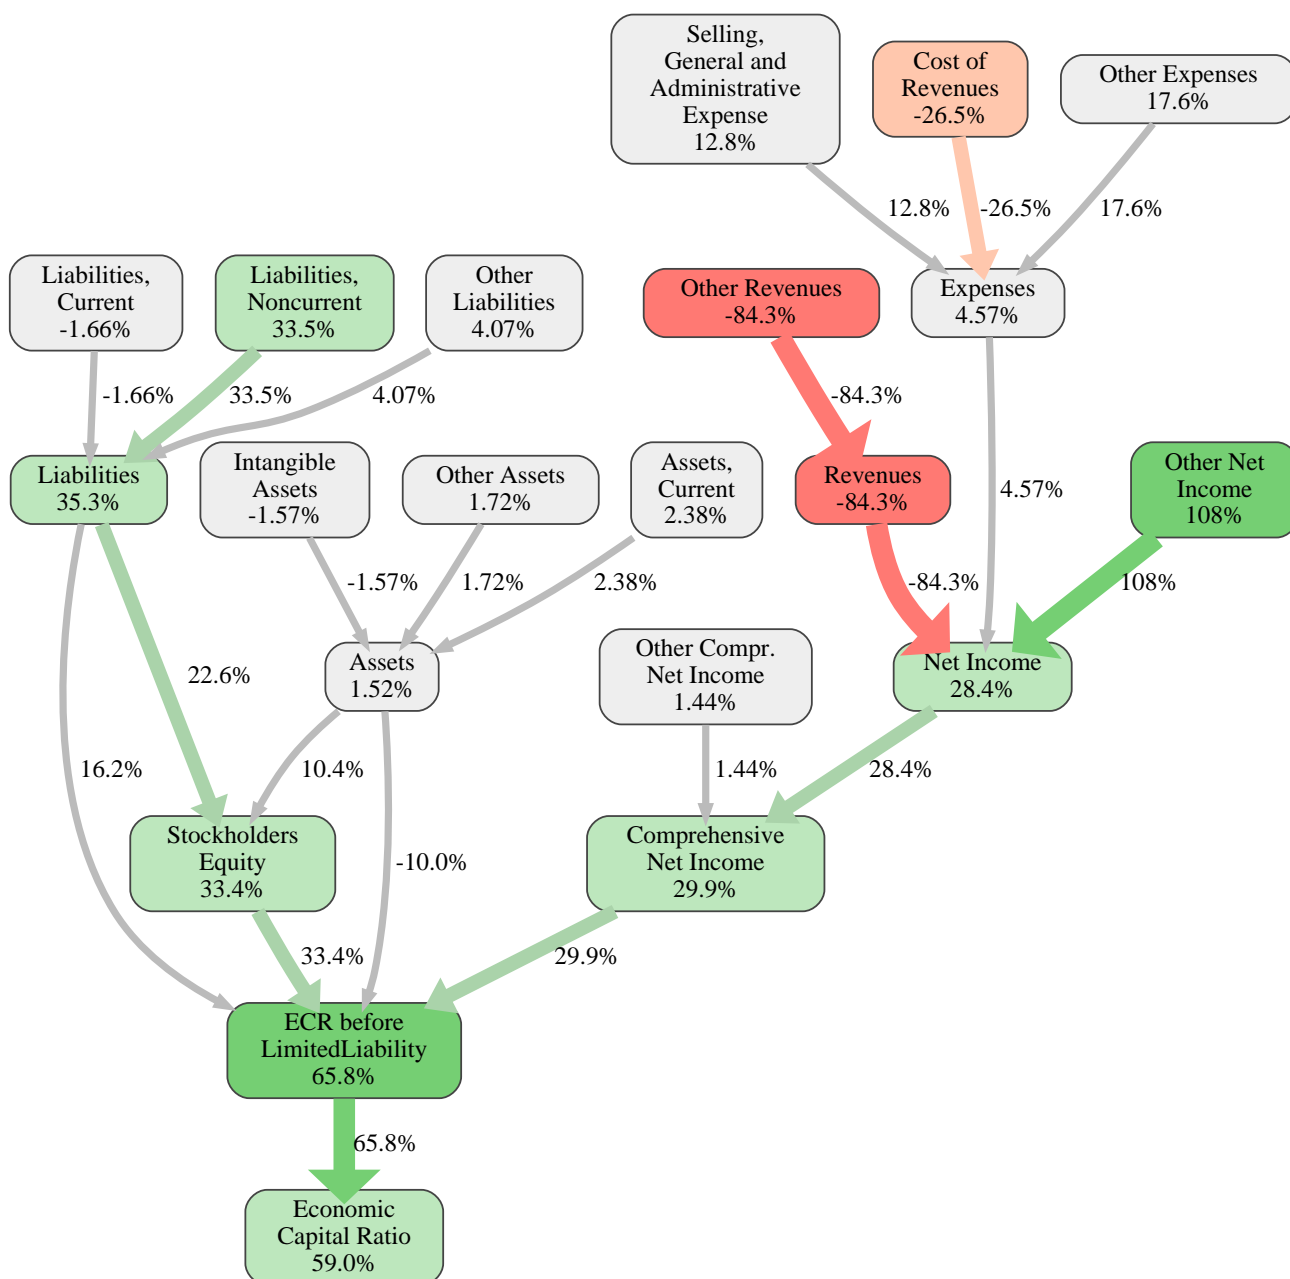 Selling,
General and
Administrative
Expense
12.8%
Cost of
Revenues
-26.5%
Other Expenses
17.6%
12.8%
-26.5%
17.6%
Liabilities,
Current
-1.66%
Liabilities,
Noncurrent
33.5%
Other
Liabilities
4.07%
Other Revenues
-84.3%
Expenses
4.57%
-1.66%
33.5%
4.07%
-84.3%
Liabilities
35.3%
Intangible
Assets
-1.57%
Other Assets
1.72%
Assets,
Current
2.38%
Revenues
-84.3%
4.57%
Other Net
Income
108%
-1.57%
1.72%
2.38%
-84.3%
108%
22.6%
Assets
1.52%
Other Compr.
Net Income
1.44%
Net Income
28.4%
16.2%
10.4%
1.44%
28.4%
Stockholders
Equity
33.4%
-10.0%
Comprehensive
Net Income
29.9%
33.4%
29.9%
ECR before
LimitedLiability
65.8%
65.8%
Economic
Capital Ratio
59.0%